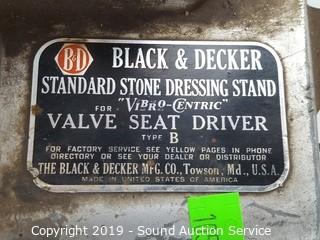 B&D
BLACK & DECKER
STANDARD STONE DRESSING STAND
FOR "VIBRO-CENTRIC"
VALVE SEAT DRIVER
TYPE B
FOR FACTORY SERVICE SEE YELLOW PAGES IN PHONE
DIRECTORY OR SEE YOUR DEALER OR DISTRIBUTOR
THE BLACK & DECKER MFG. CO., TOWSON, MD., U.S.A.
MADE IN UNITED STATES OF AMERICA
Copyright 2019 - Sound Auction Service